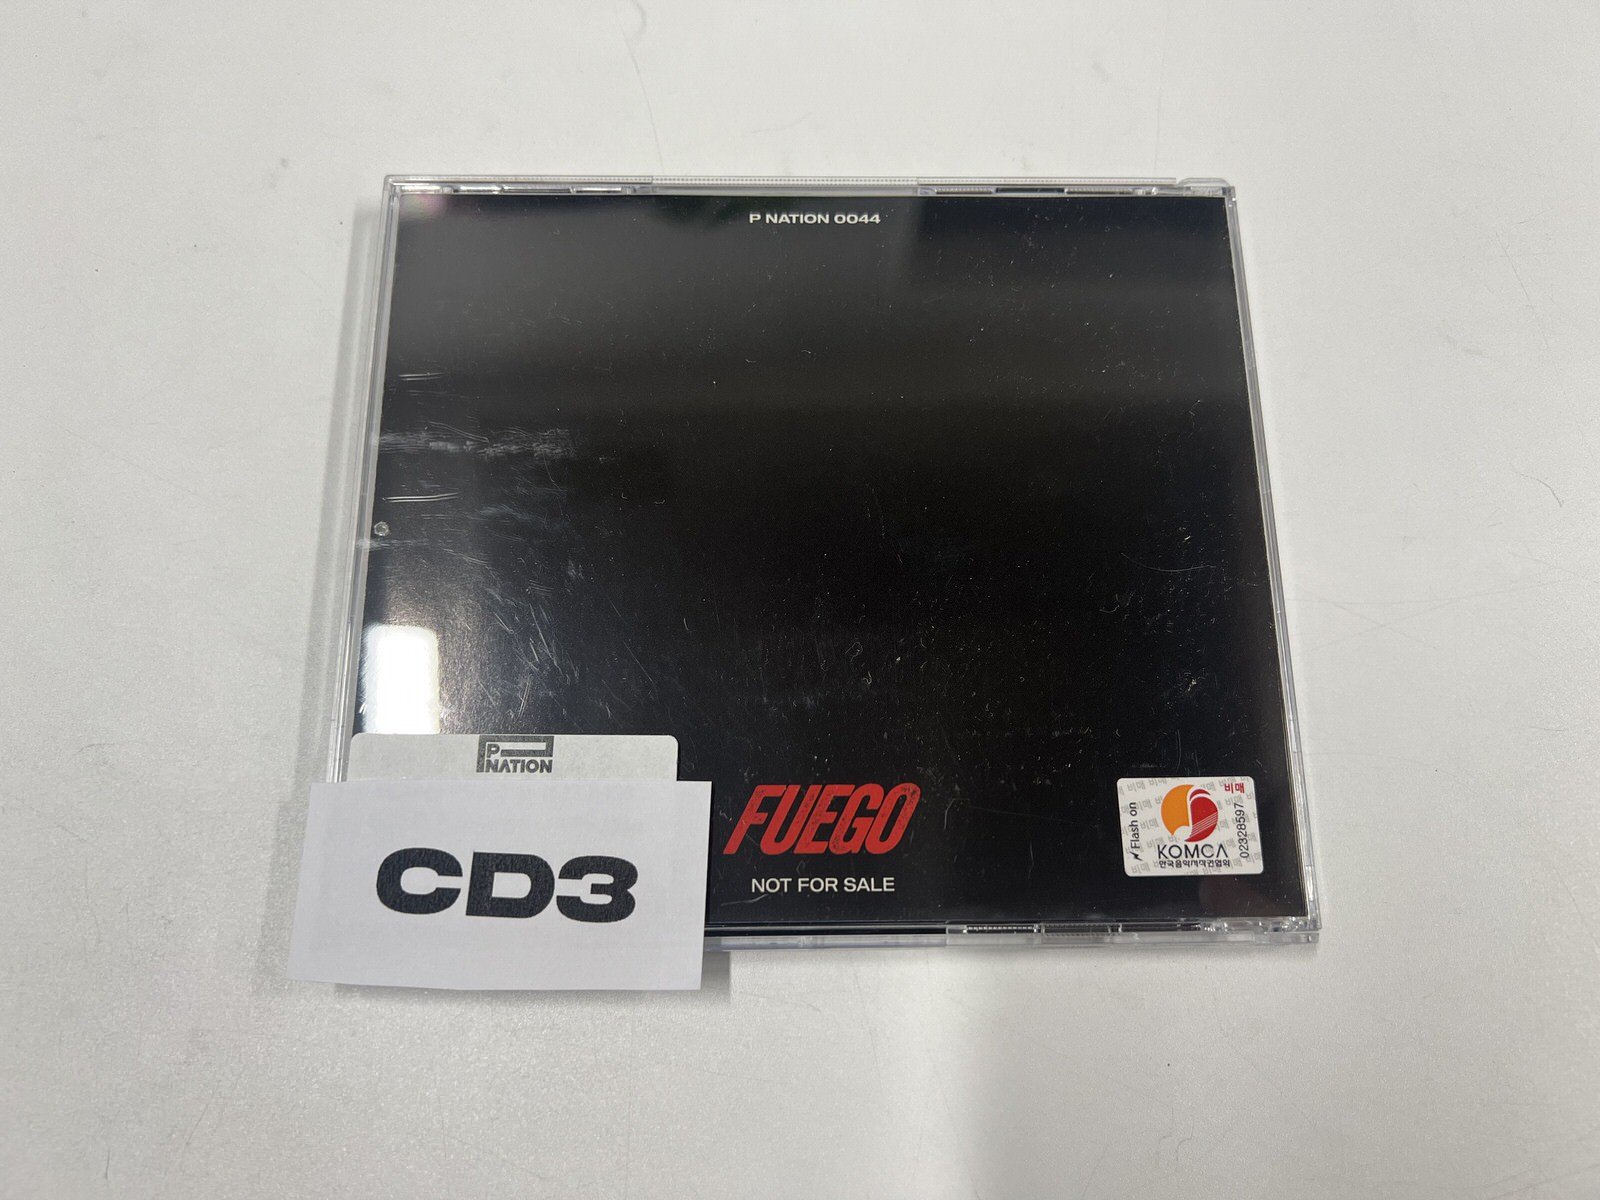 P NATION 0044
P
NATION
CD3
FUEGO
NOT FOR SALE
Flash on
비매
02328597
KOMCA
한국음악저작권협회